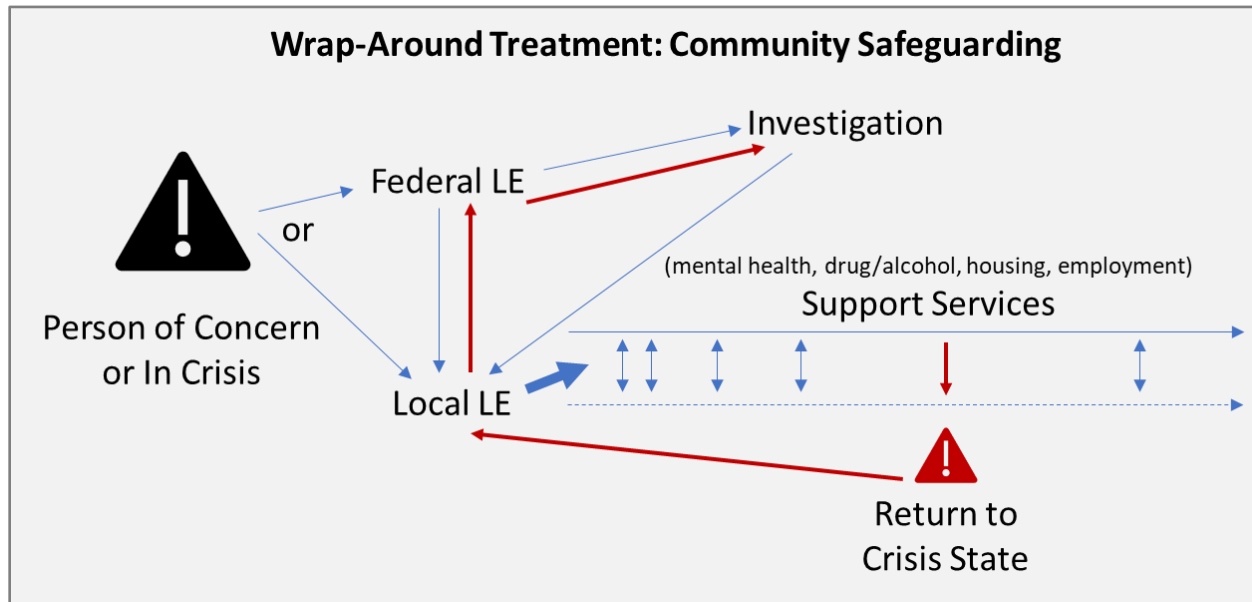 Wrap-Around Treatment: Community Safeguarding
Investigation
Federal LE
or
(mental health, drug/alcohol, housing, employment)
Support Services
Person of Concern
or In Crisis
Local LE
Return to
Crisis State